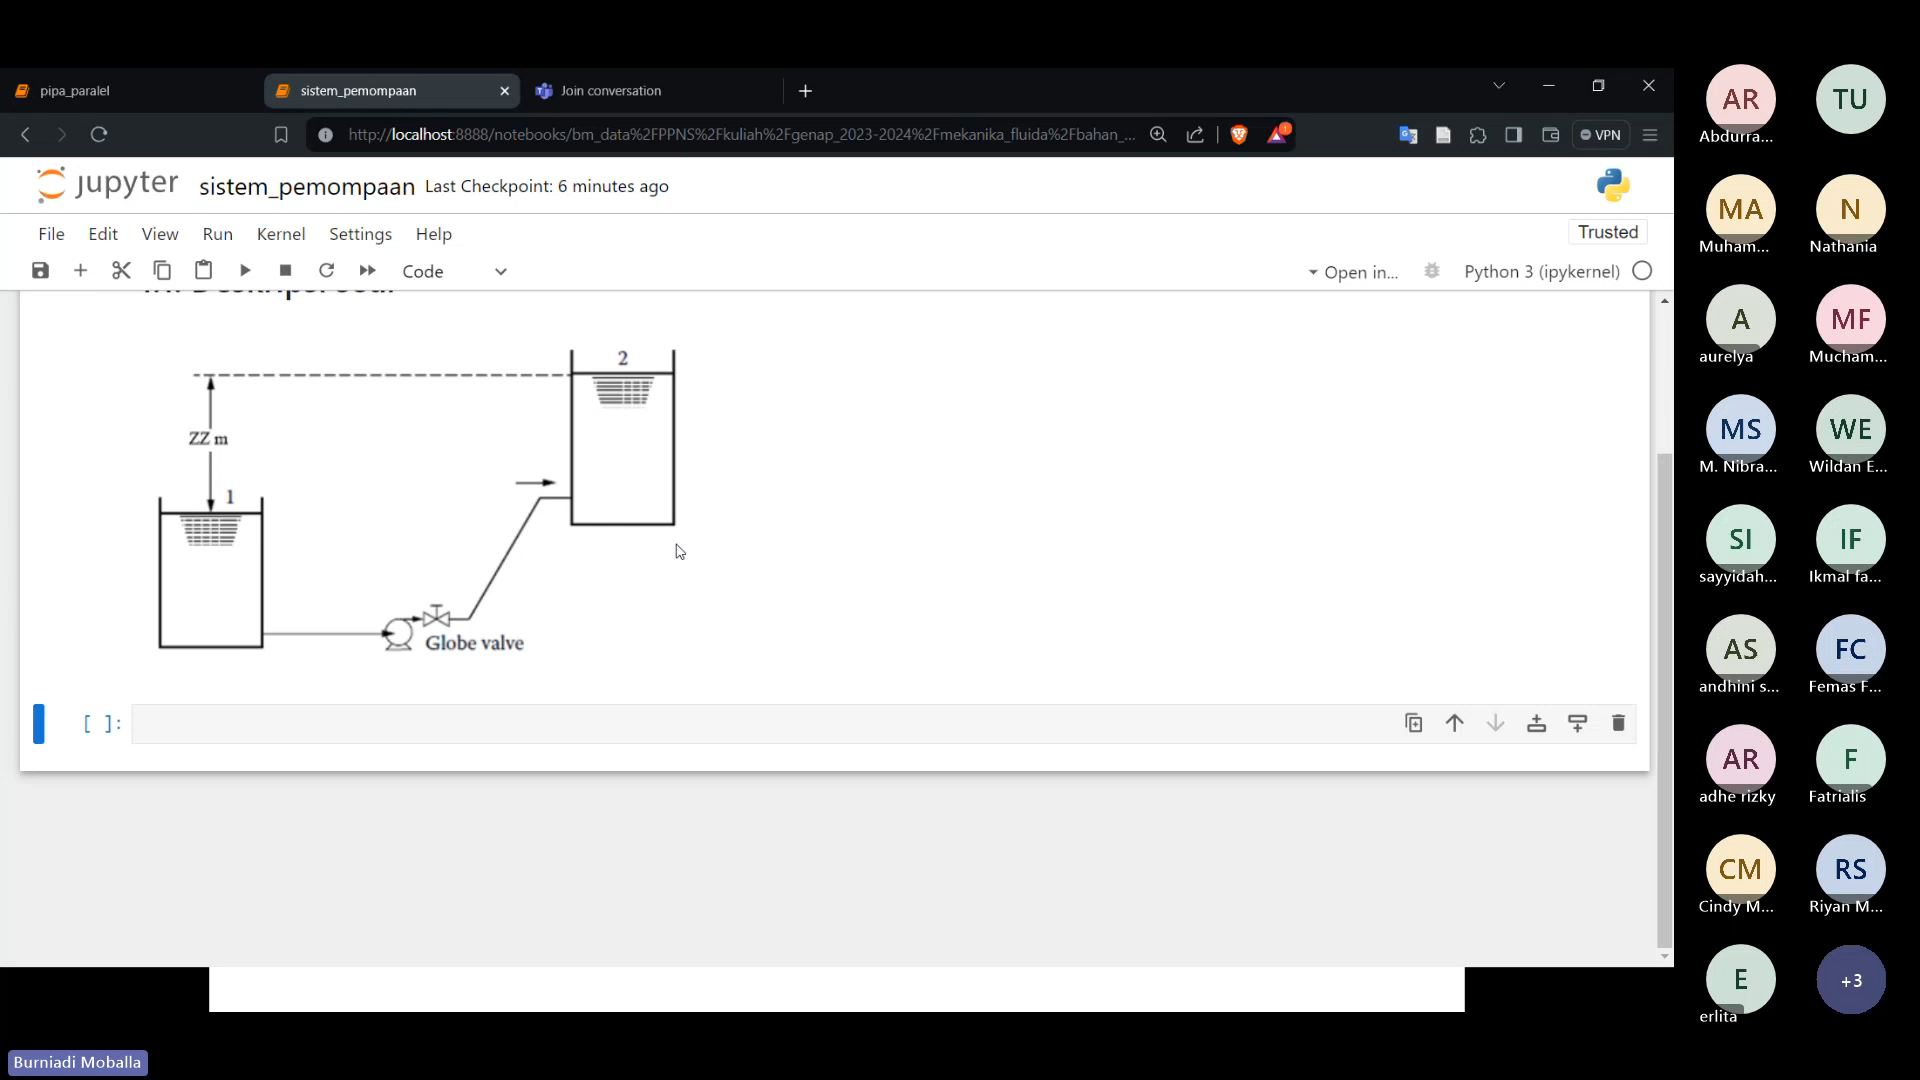 pipa_paralel
sistem_pemompaan
Join conversation
http://localhost:8888/notebooks/bm_data%2FPPNS%2Fkuliah%2Fgenap_2023-2024%2Fmekanika_fluida%2Fbahan_...
1
VPN
jupyter
sistem_pemompaan
Last Checkpoint: 6 minutes ago
File
Edit
View
Run
Kernel
Settings
Help
Trusted
Code
Open in...
Python 3 (ipykernel)
2
ZZ m
1
Globe valve
[ ]:
AR
Abdurra...
TU
MA
Muham...
N
Nathania
A
aurelya
MF
Mucham...
MS
M. Nibra...
WE
Wildan E...
SI
sayyidah...
IF
Ikmal fa...
AS
andhini s...
FC
Femas F...
AR
adhe rizky
F
Fatrialis
CM
Cindy M...
RS
Riyan M...
E
erlita
+3
Burniadi Moballa